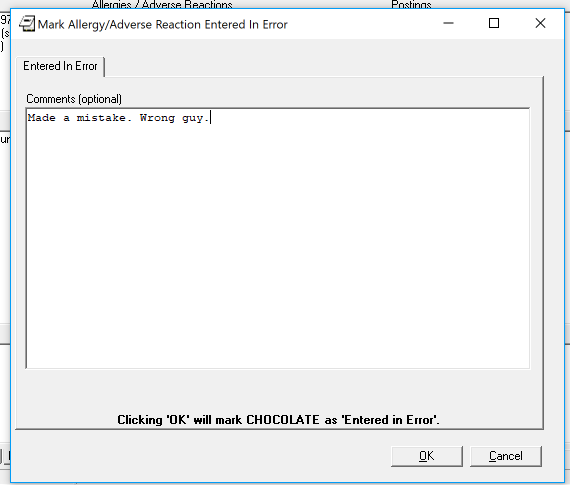 Allergies / Adverse Reactions Postings
Mark Allergy/Adverse Reaction Entered In Error
97
(s
)
Entered In Error
Comments (optional)
Made a mistake. Wrong guy.
Clicking 'OK' will mark CHOCOLATE as 'Entered in Error'.
OK Cancel